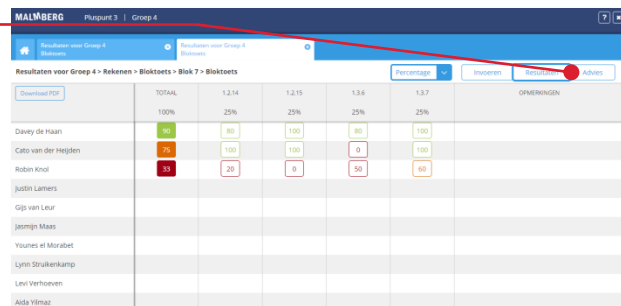 MALMBERG Pluspunt 3 | Groep 4 ?
Resultaten voor Groep 4 Resultaten voor Groep 4
Bloktoets Bloktoets
Resultaten voor Groep 4 > Rekenen > Bloktoets > Blok 7 > Bloktoets Percentage Invoeren Resultaten Advies
Download PDF TOTAAL 1.2.14 1.2.15 1.3.6 1.3.7 OPMERKINGEN
100% 25% 25% 25% 25%
Davey de Haan 90 80 100 80 100
Cato van der Heijden 75 100 100 0 100
Robin Knol 33 20 0 50 60
Justin Lamers
Gijs van Leur
Jasmijn Maas
Younes el Morabet
Lynn Struikenkamp
Levi Verhoeven
Aida Yilmaz